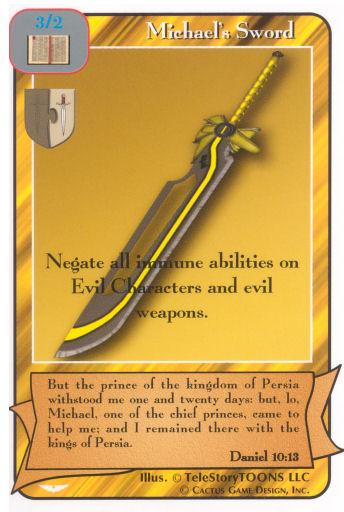 3/2
Michael's Sword
Negate all immune abilities on
Evil Characters and evil
weapons.
But the prince of the kingdom of Persia
withstood me one and twenty days: but, lo,
Michael, one of the chief princes, came to
help me; and I remained there with the
kings of Persia.
Daniel 10:13
Illus. © TeleStoryTOONS LLC
© Cactus Game Design, Inc.